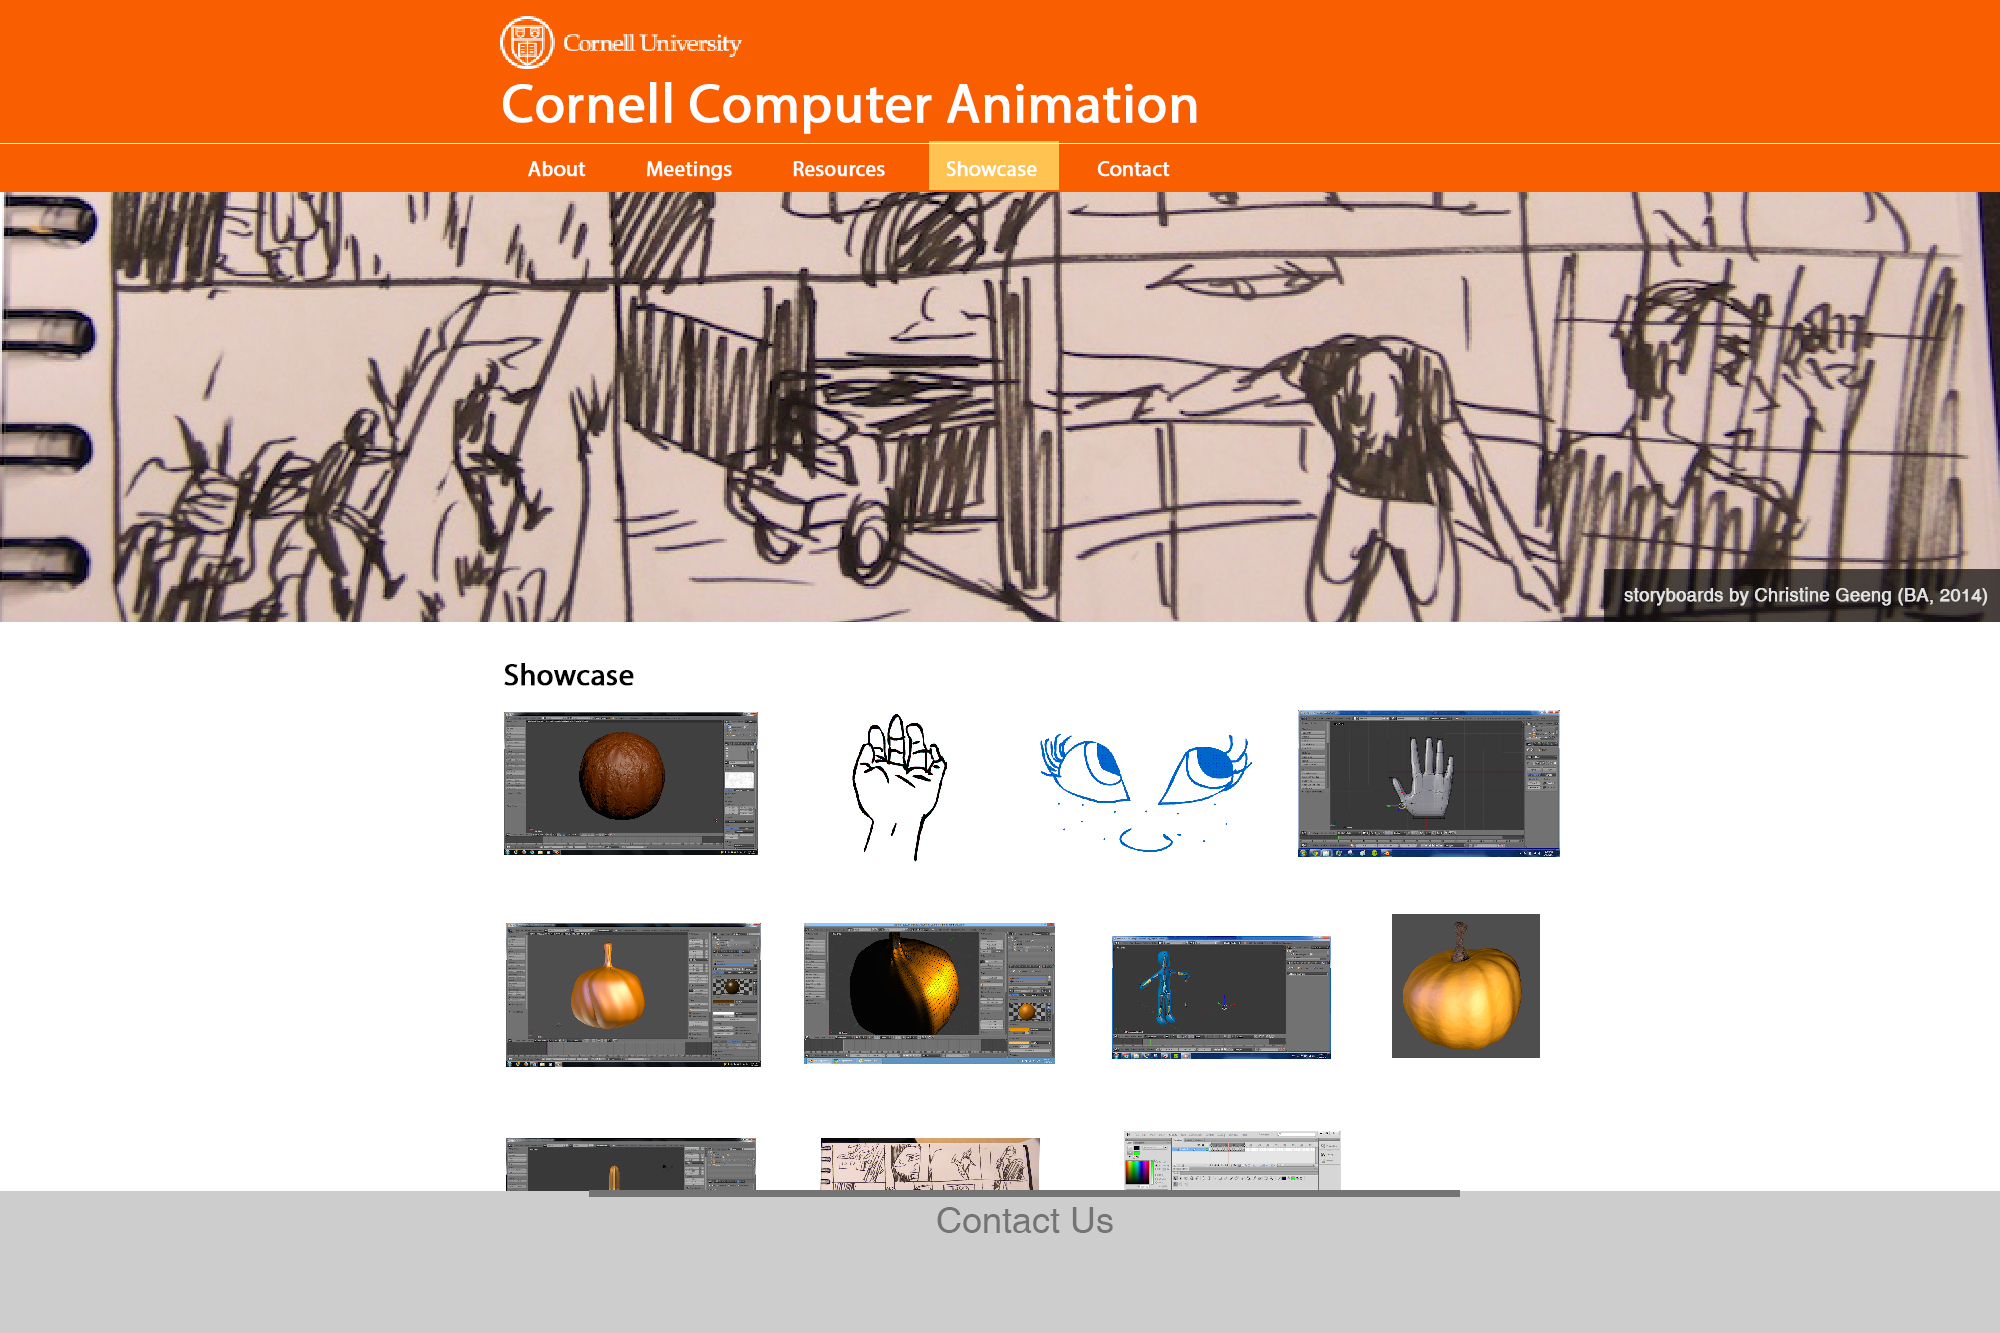 Cornell University
Cornell Computer Animation
About Meetings Resources Showcase Contact
storyboards by Christine Geeng (BA, 2014)
Showcase
Contact Us